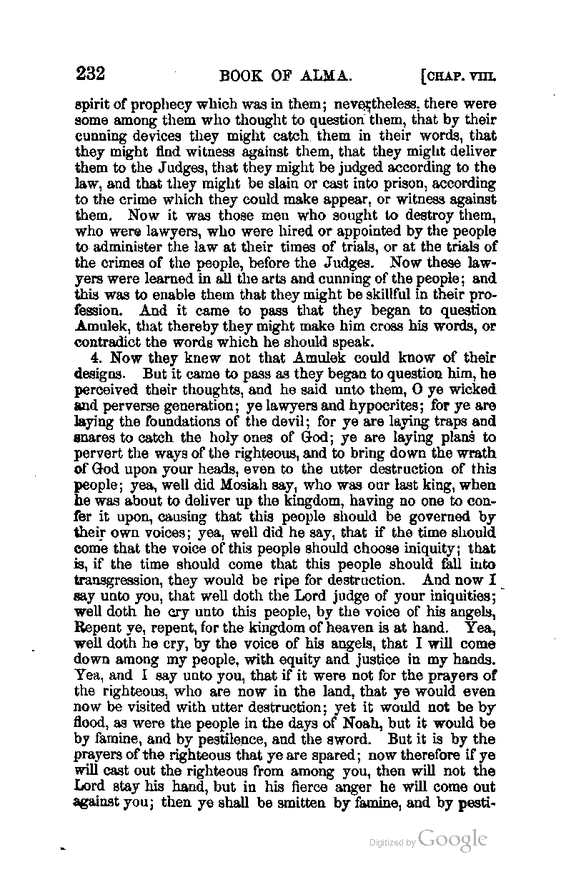 232 BOOK OF ALMA. [CHAP. VIII.
spirit of prophecy which was in them; nevertheless, there were
some among them who thought to question them, that by their
cunning devices they might catch them in their words, that
they might find witness against them, that they might deliver
them to the Judges, that they might be judged according to the
law, and that they might be slain or cast into prison, according
to the crime which they could make appear, or witness against
them. Now it was those men who sought to destroy them,
who were lawyers, who were hired or appointed by the people
to administer the law at their times of trials, or at the trials of
the crimes of the people, before the Judges. Now these law-
yers were learned in all the arts and cunning of the people; and
this was to enable them that they might be skillful in their pro-
fession. And it came to pass that they began to question
Amulek, that thereby they might make him cross his words, or
contradict the words which he should speak.
4. Now they knew not that Amulek could know of their
designs. But it came to pass as they began to question him, he
perceived their thoughts, and he said unto them, O ye wicked
and perverse generation; ye lawyers and hypocrites; for ye are
laying the foundations of the devil; for ye are laying traps and
snares to catch the holy ones of God; ye are laying plans to
pervert the ways of the righteous, and to bring down the wrath
of God upon your heads, even to the utter destruction of this
people; yea, well did Mosiah say, who was our last king, when
he was about to deliver up the kingdom, having no one to con-
fer it upon, causing that this people should be governed by
their own voices; yea, well did he say, that if the time should
come that the voice of this people should choose iniquity; that
is, if the time should come that this people should fall into
transgression, they would be ripe for destruction. And now I
say unto you, that well doth the Lord judge of your iniquities;
well doth he cry unto this people, by the voice of his angels,
Repent ye, repent, for the kingdom of heaven is at hand. Yea,
well doth he cry, by the voice of his angels, that I will come
down among my people, with equity and justice in my hands.
Yea, and I say unto you, that if it were not for the prayers of
the righteous, who are now in the land, that ye would even
now be visited with utter destruction; yet it would not be by
flood, as were the people in the days of Noah, but it would be
by famine, and by pestilence, and the sword. But it is by the
prayers of the righteous that ye are spared; now therefore if ye
will cast out the righteous from among you, then will not the
Lord stay his hand, but in his fierce anger he will come out
against you; then ye shall be smitten by famine, and by pesti-
Digitized by Google